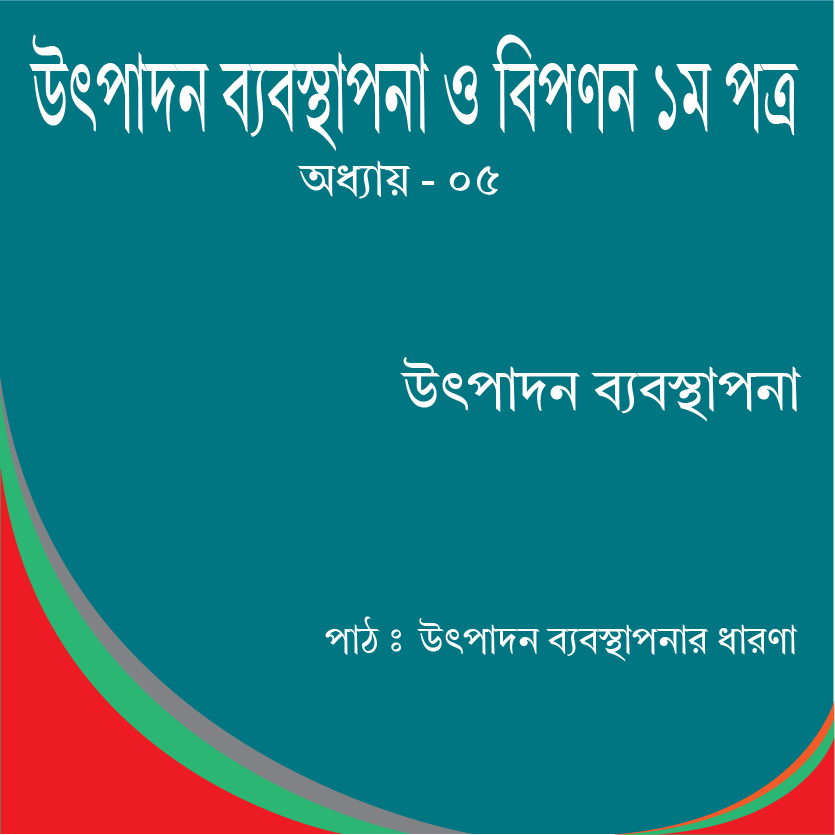 উৎপাদন ব্যবস্থাপনা ও বিপণন ১ম পত্র
অধ্যায় - ০৫
উৎপাদন ব্যবস্থাপনা
পাঠ ঃ উৎপাদন ব্যবস্থাপনার ধারণা